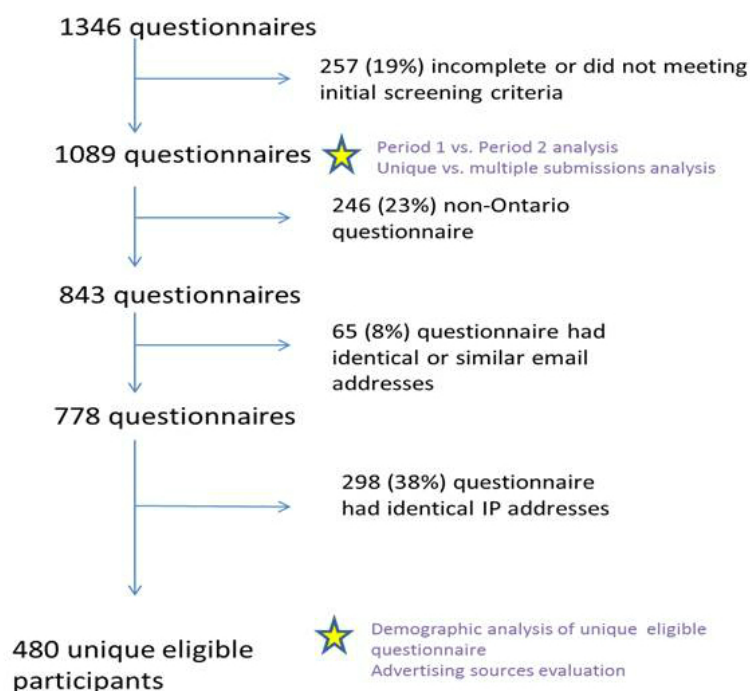 1346 questionnaires
257 (19%) incomplete or did not meeting
initial screening criteria
1089 questionnaires
Period 1 vs. Period 2 analysis
Unique vs. multiple submissions analysis
246 (23%) non-Ontario
questionnaire
843 questionnaires
65 (8%) questionnaire had
identical or similar email
addresses
778 questionnaires
298 (38%) questionnaire
had identical IP addresses
480 unique eligible
participants
Demographic analysis of unique eligible
questionnaire
Advertising sources evaluation